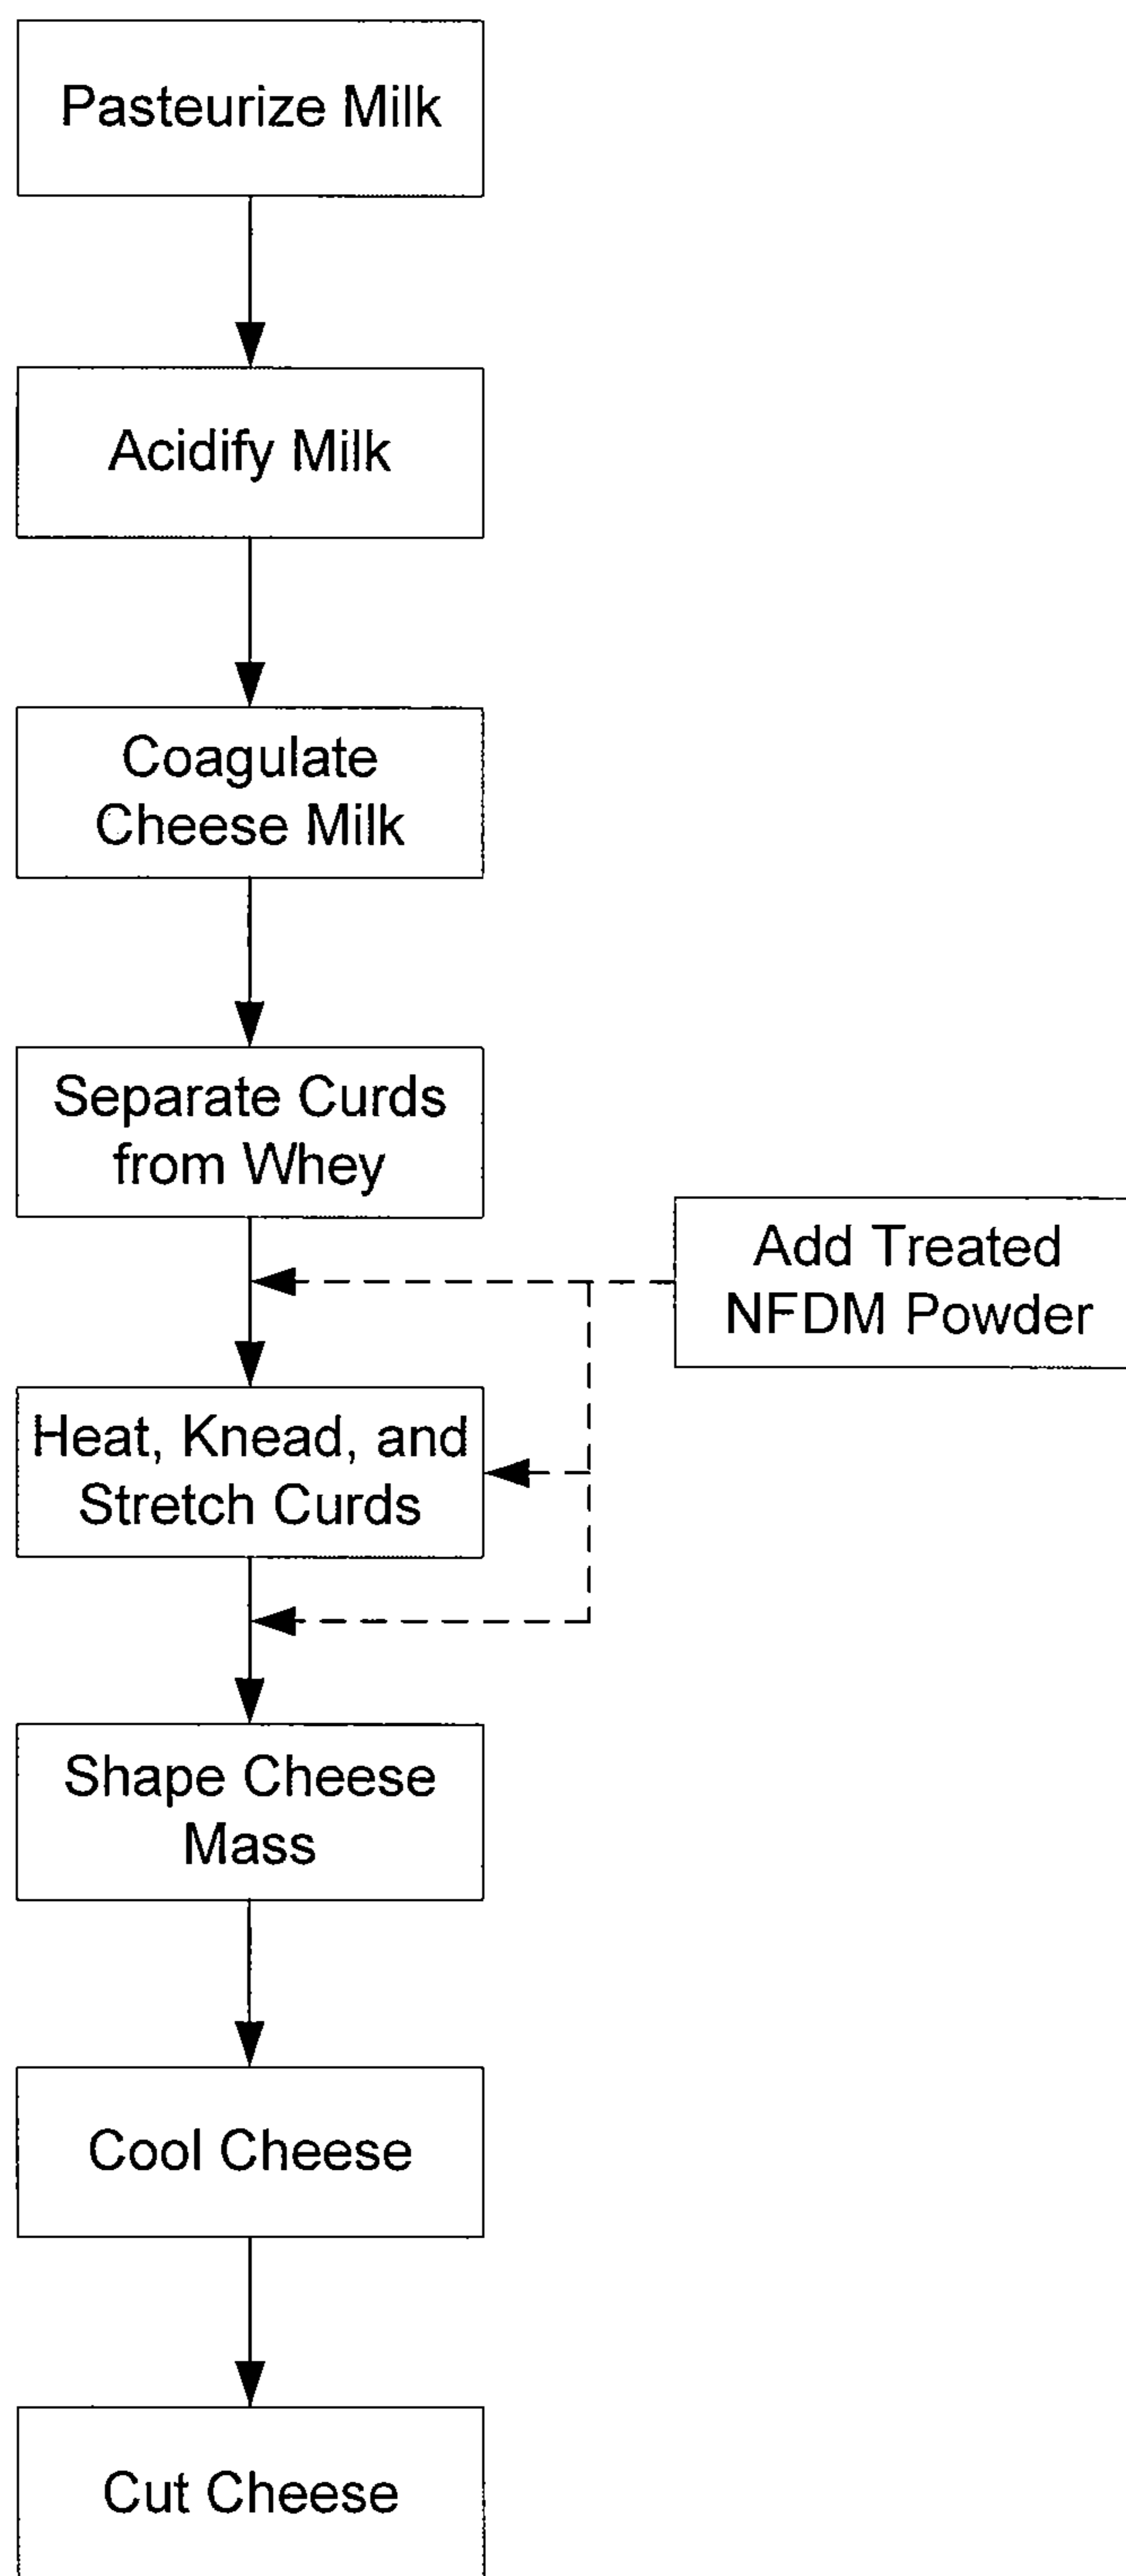 Pasteurize Milk
Acidify Milk
Coagulate
Cheese Milk
Separate Curds
from Whey
Add Treated
NFDM Powder
Heat, Knead, and
Stretch Curds
Shape Cheese
Mass
Cool Cheese
Cut Cheese